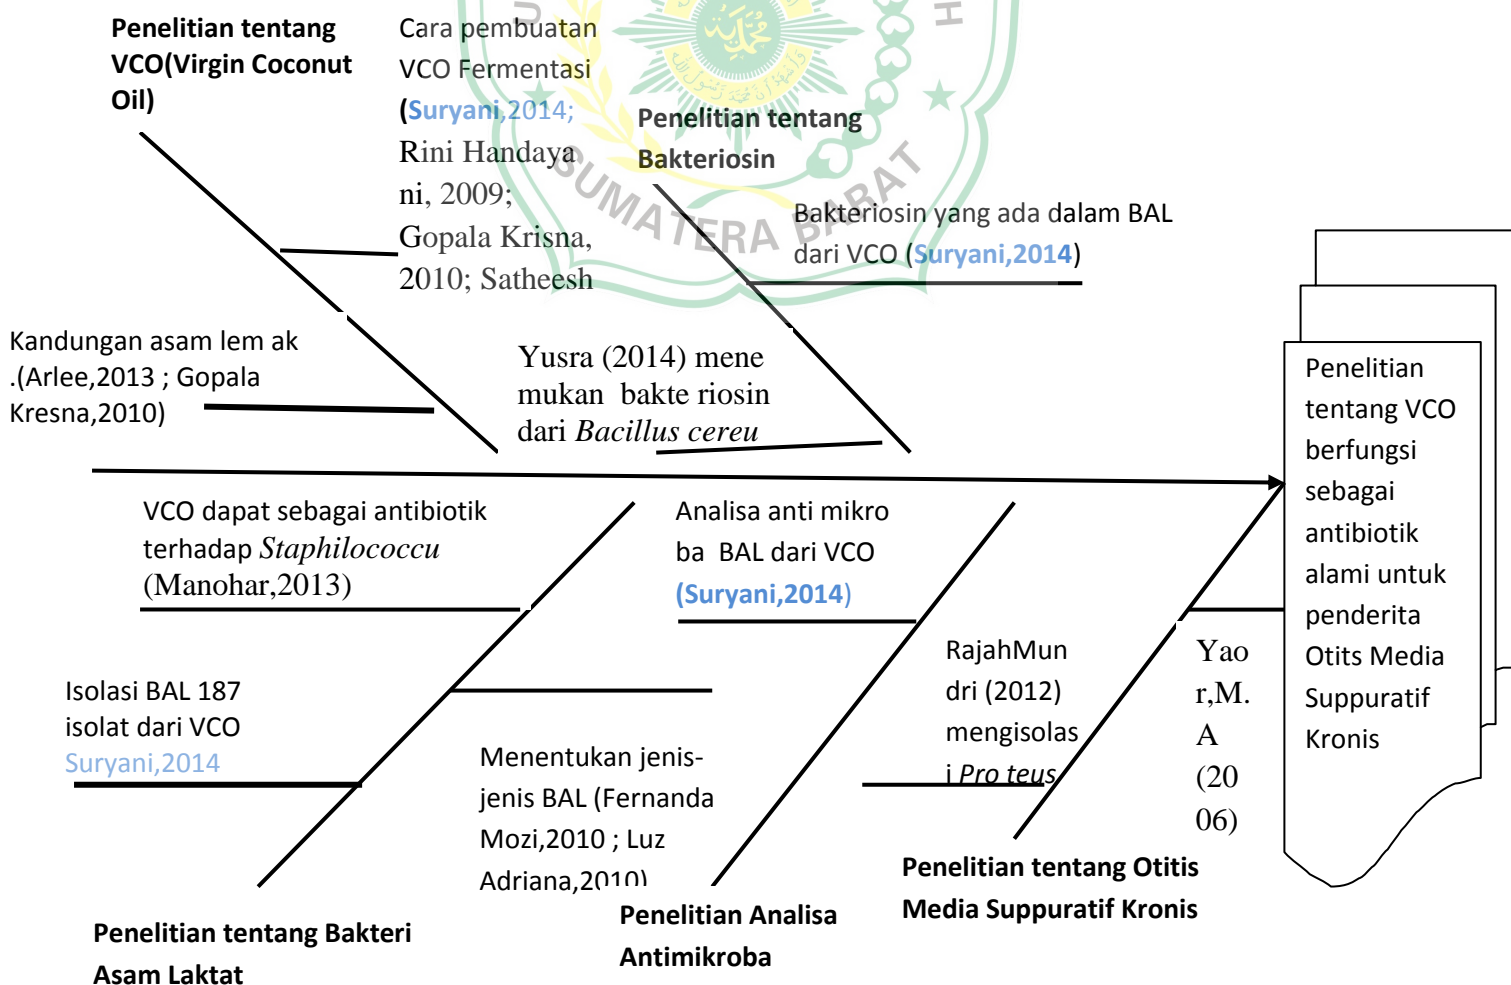 Penelitian tentang
VCO(Virgin Coconut
Oil)
Cara pembuatan
VCO Fermentasi
(Suryani,2014;
Rini Handaya
ni, 2009;
Gopala Krisna,
2010; Satheesh
Penelitian tentang
Bakteriosin
SUMATERA BARAT
Bakteriosin yang ada dalam BAL
dari VCO (Suryani,2014)
Kandungan asam lem ak
.(Arlee,2013 ; Gopala
Kresna,2010)
Yusra (2014) mene
mukan bakte riosin
dari Bacillus cereu
Penelitian
tentang VCO
berfungsi
sebagai
antibiotik
alami untuk
penderita
Otits Media
Suppuratif
Kronis
VCO dapat sebagai antibiotik
terhadap Staphilococcu
(Manohar,2013)
Analisa anti mikro
ba BAL dari VCO
(Suryani,2014)
Isolasi BAL 187
isolat dari VCO
Suryani,2014
Menentukan jenis-
jenis BAL (Fernanda
Mozi,2010 ; Luz
Adriana,2010)
RajahMun
dri (2012)
mengisolas
i Pro teus
Yao
r,M.
A
(20
06)
Penelitian tentang Bakteri
Asam Laktat
Penelitian Analisa
Antimikroba
Penelitian tentang Otitis
Media Suppuratif Kronis